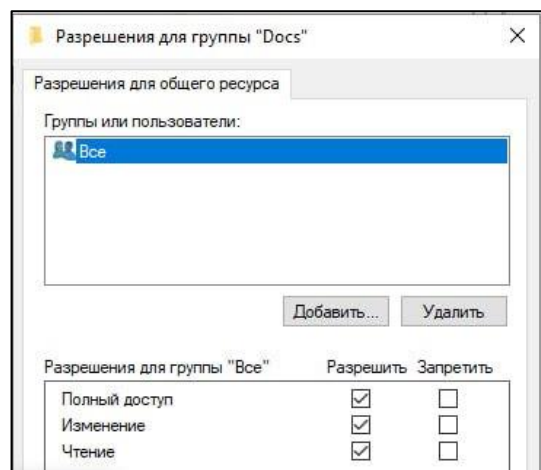 Разрешения для группы "Docs"
Разрешения для общего ресурса
Группы или пользователи:
Все
Добавить... Удалить
Разрешения для группы "Все" Разрешить Запретить
Полный доступ
Изменение
Чтение